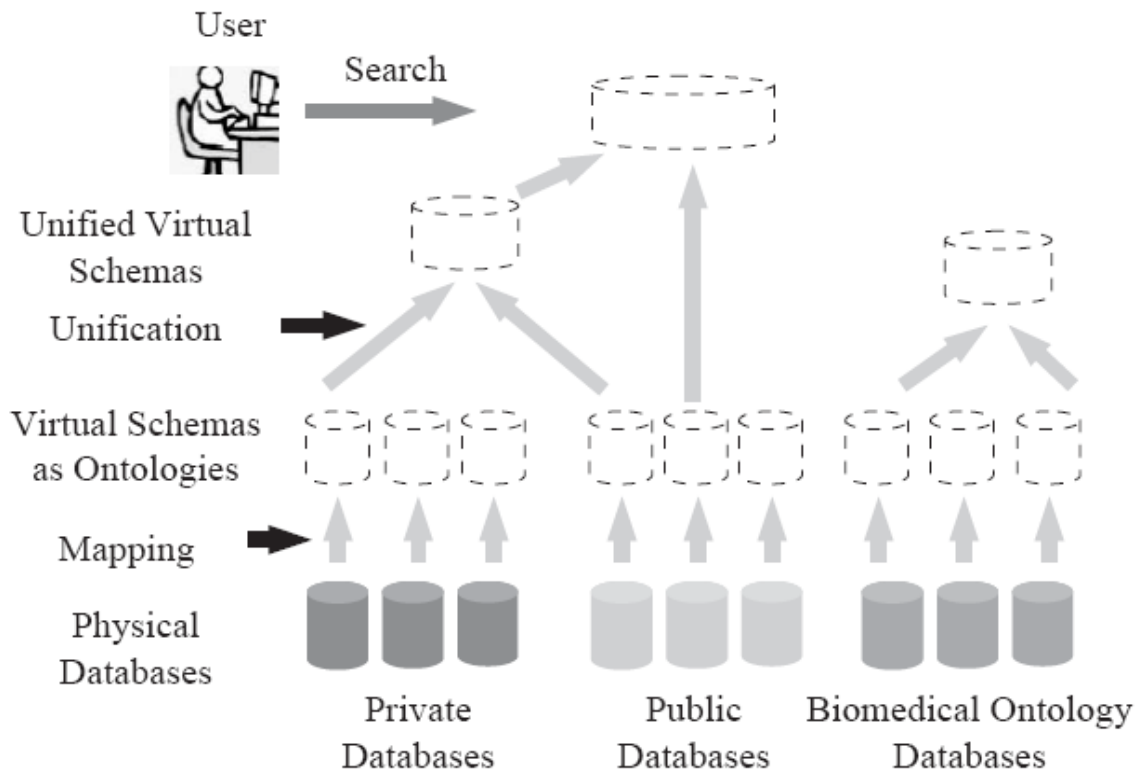 User
Search
Unified Virtual
Schemas
Unification
Virtual Schemas
as Ontologies
Mapping
Physical
Databases
Private
Databases
Public
Databases
Biomedical Ontology
Databases